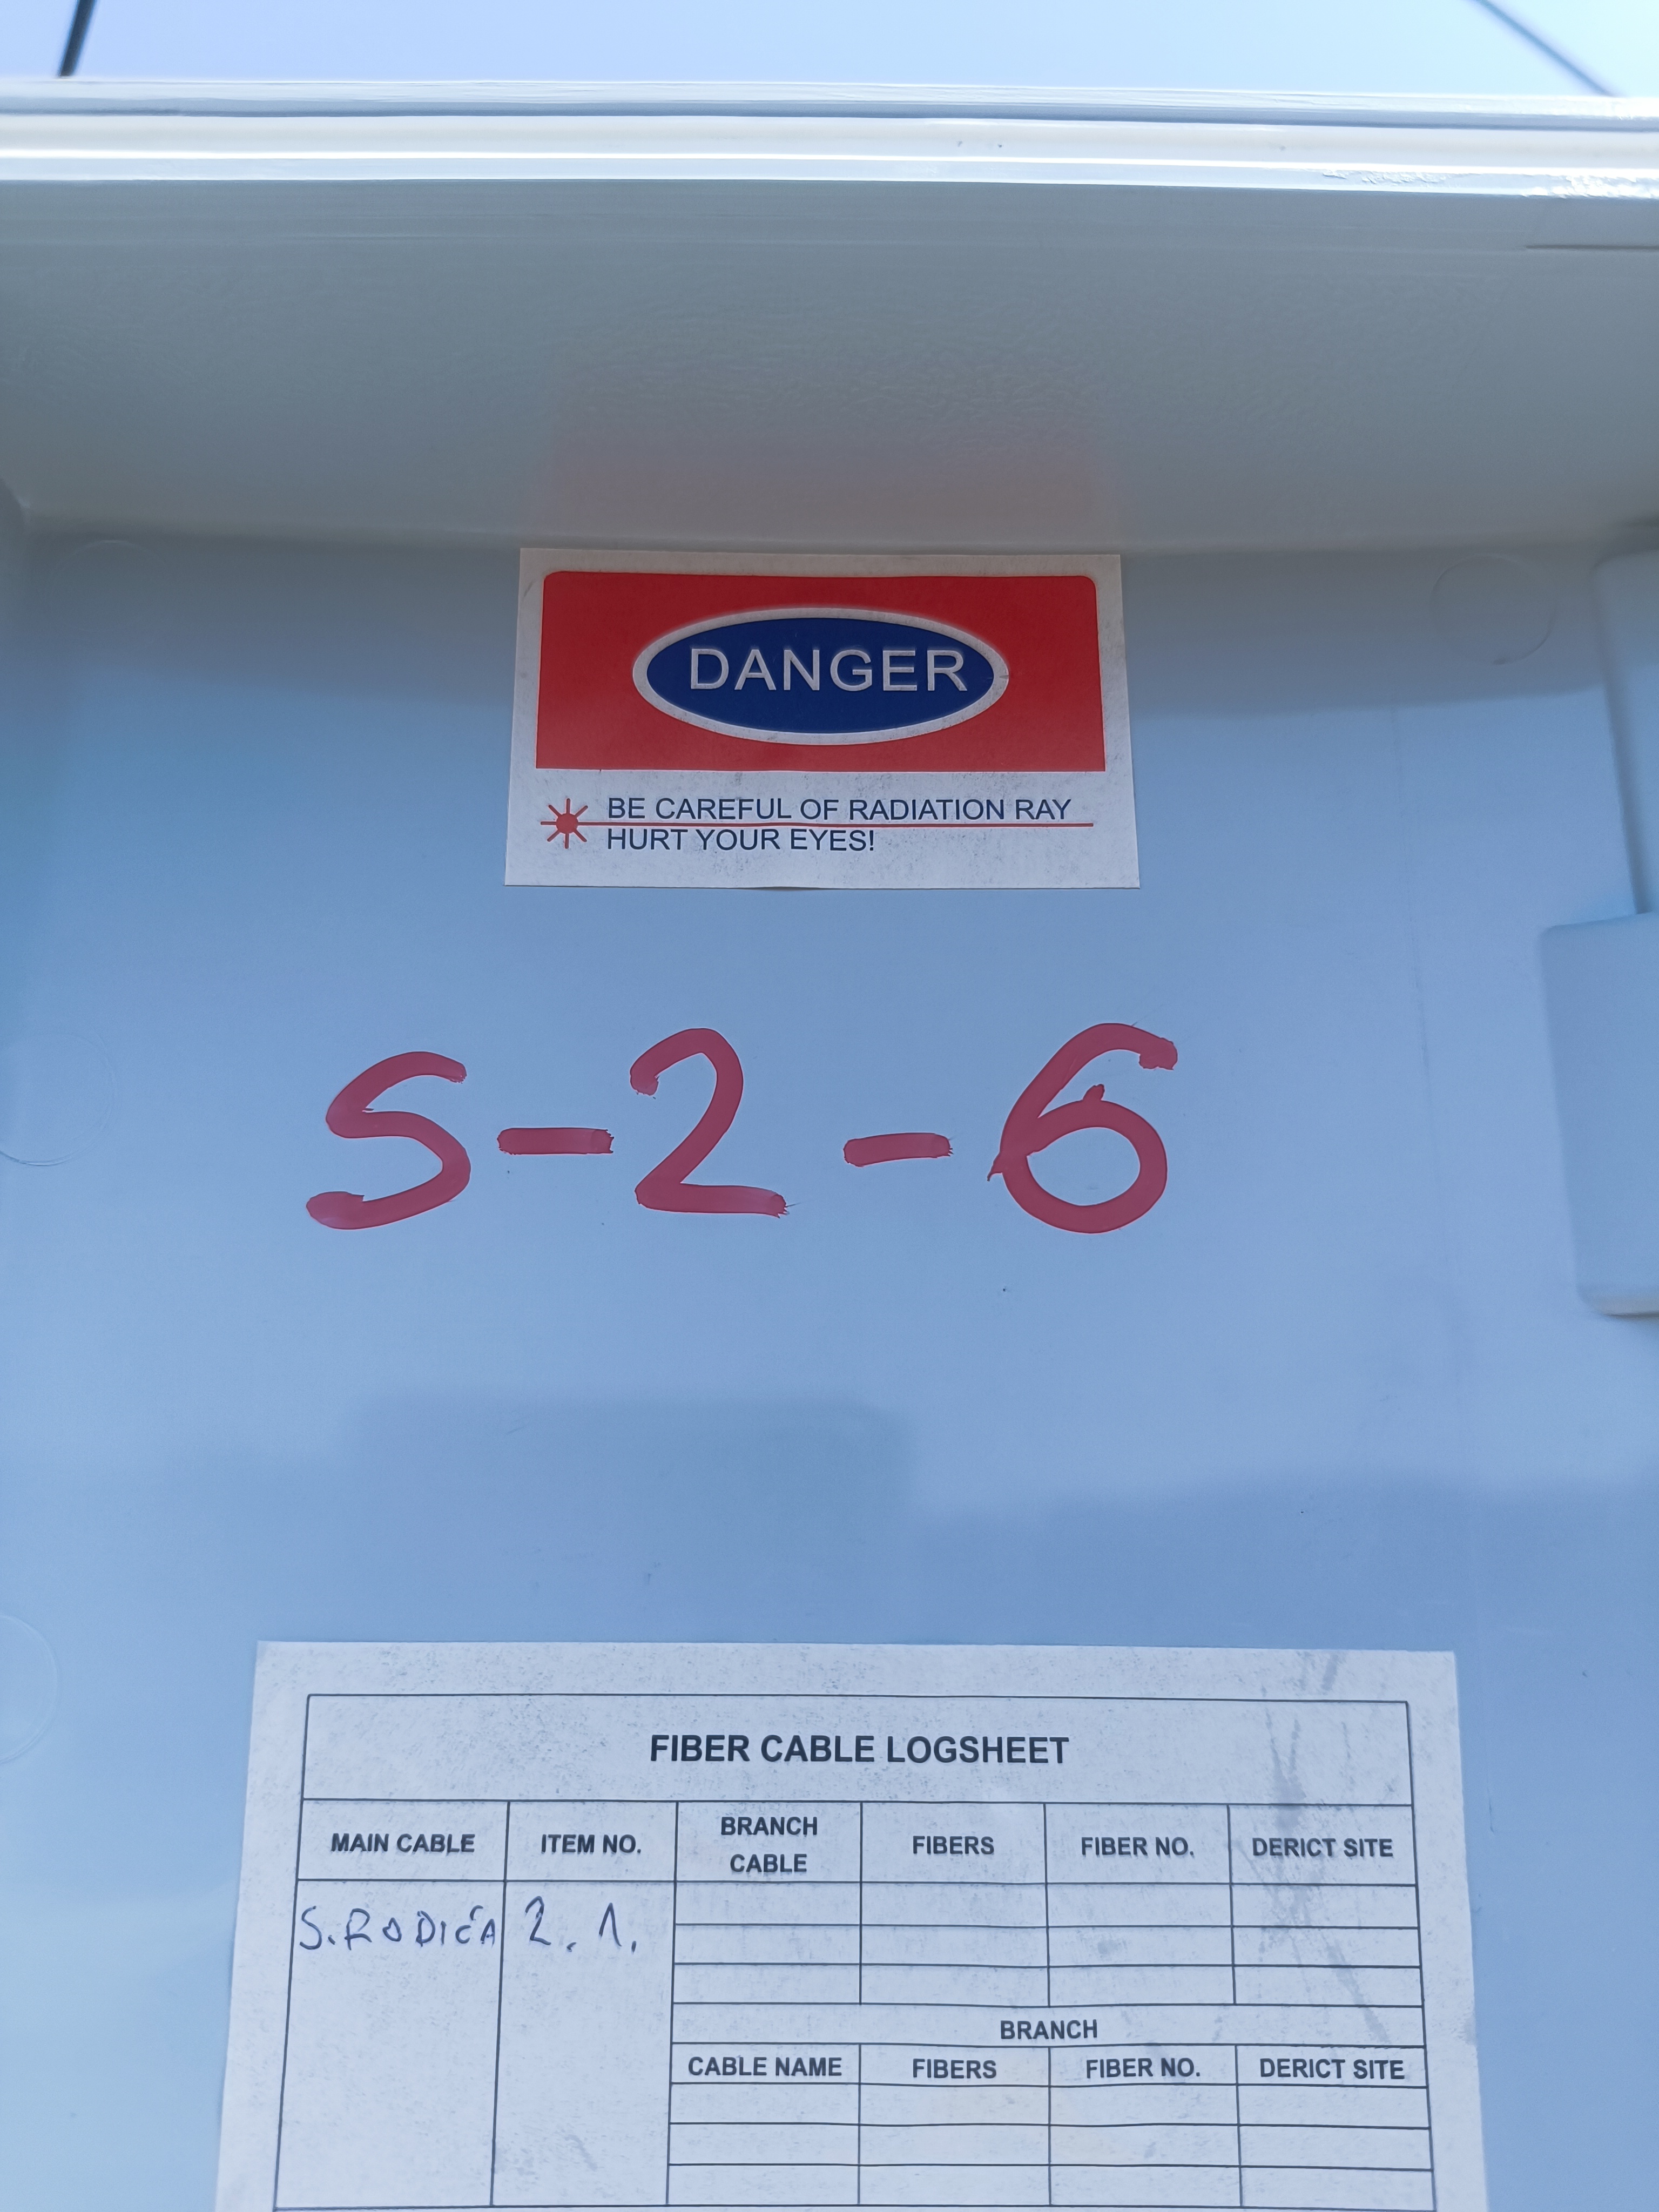 DANGER
BE CAREFUL OF RADIATION RAY
HURT YOUR EYES!
S-2-6
FIBER CABLE LOGSHEET
MAIN CABLE ITEM NO. BRANCH CABLE FIBERS FIBER NO. DERICT SITE
S. RODIĆA 2.1.
BRANCH
CABLE NAME FIBERS FIBER NO. DERICT SITE